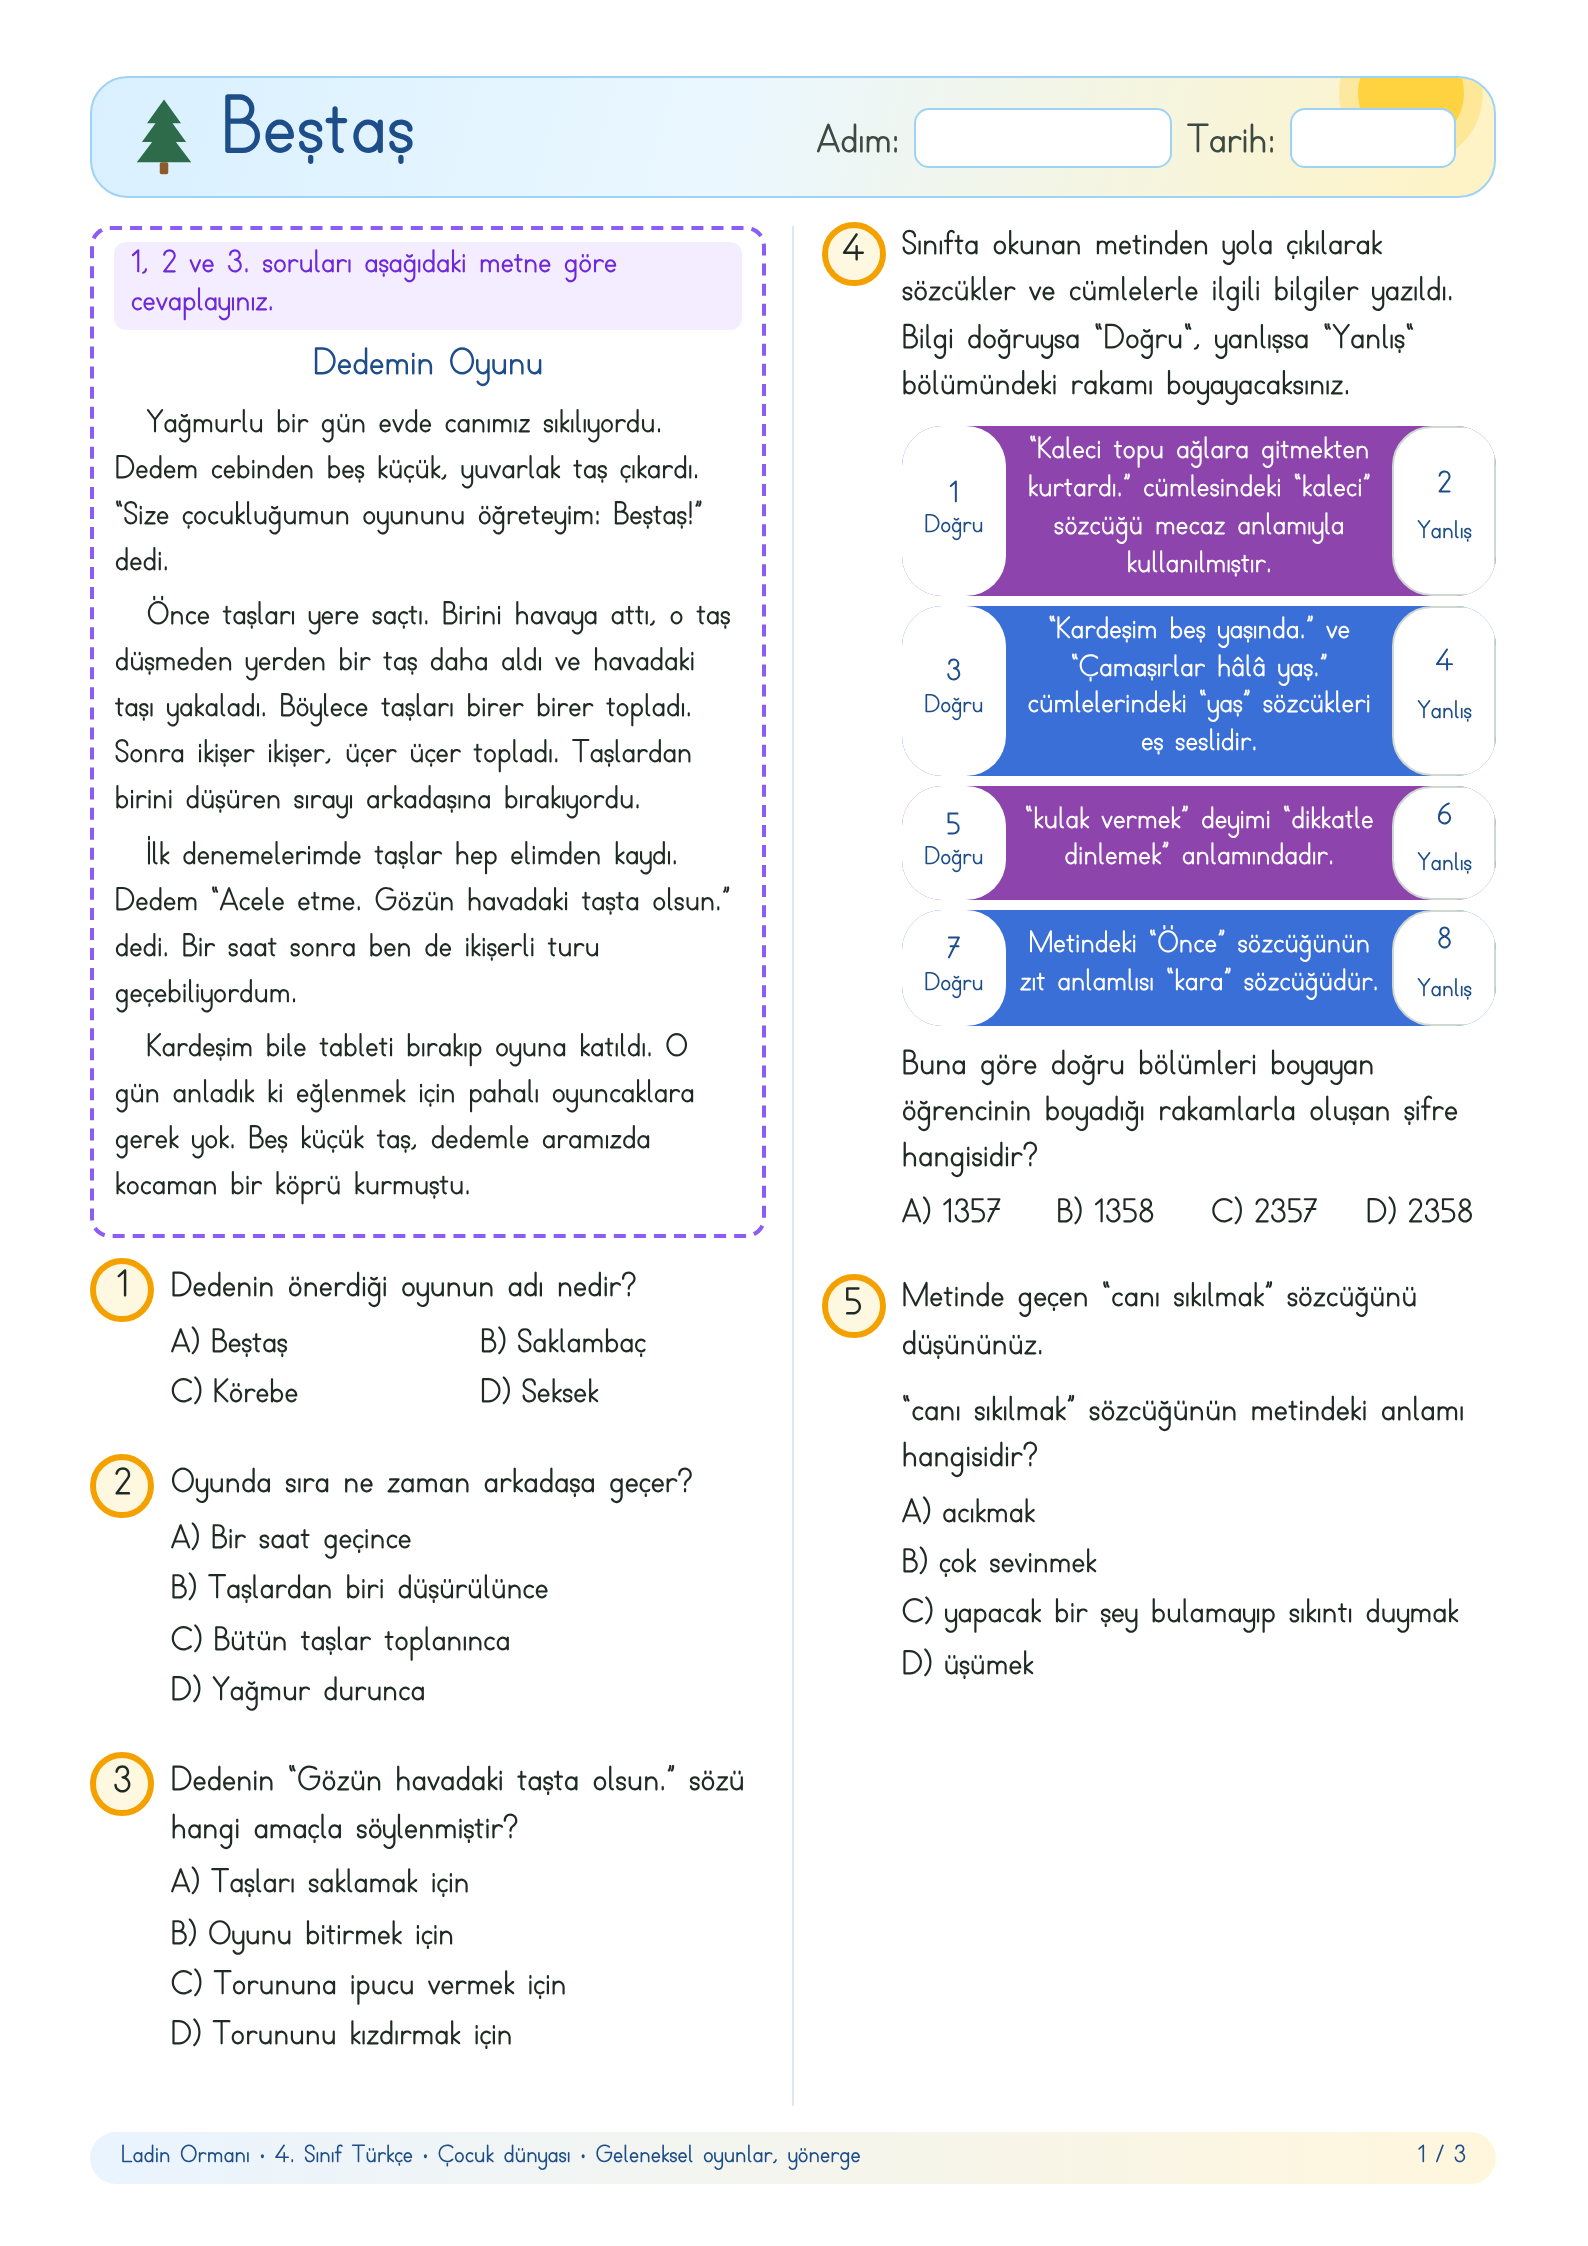 Beştaş
Adım:
Tarih:
1, 2 ve 3. soruları aşağıdaki metne göre
cevaplayınız.
Dedemin Oyunu
Yağmurlu bir gün evde canımız sıkılıyordu.
Dedem cebinden beş küçük, yuvarlak taş çıkardı.
“Size çocukluğumun oyununu öğreteyim: Beştaş!”
dedi.
Önce taşları yere saçtı. Birini havaya attı, o taş
düşmeden yerden bir taş daha aldı ve havadaki
taşı yakaladı. Böylece taşları birer birer topladı.
Sonra ikişer ikişer, üçer üçer topladı. Taşlardan
birini düşüren sırayı arkadaşına bırakıyordu.
İlk denemelerimde taşlar hep elimden kaydı.
Dedem “Acele etme. Gözün havadaki taşta olsun.”
dedi. Bir saat sonra ben de ikişerli turu
geçebiliyordum.
Kardeşim bile tableti bırakıp oyuna katıldı. O
gün anladık ki eğlenmek için pahalı oyuncaklara
gerek yok. Beş küçük taş, dedemle aramızda
kocaman bir köprü kurmuştu.
1 Dedenin önerdiği oyunun adı nedir?
A) Beştaş B) Saklambaç
C) Körebe D) Seksek
2 Oyunda sıra ne zaman arkadaşa geçer?
A) Bir saat geçince
B) Taşlardan biri düşürülünce
C) Bütün taşlar toplanınca
D) Yağmur durunca
3 Dedenin “Gözün havadaki taşta olsun.” sözü
hangi amaçla söylenmiştir?
A) Taşları saklamak için
B) Oyunu bitirmek için
C) Torununa ipucu vermek için
D) Torununu kızdırmak için
4 Sınıfta okunan metinden yola çıkılarak
sözcükler ve cümlelerle ilgili bilgiler yazıldı.
Bilgi doğruysa “Doğru“, yanlışsa “Yanlış“
bölümündeki rakamı boyayacaksınız.
1
Doğru
“Kaleci topu ağlara gitmekten
kurtardı.” cümlesindeki “kaleci”
sözcüğü mecaz anlamıyla
kullanılmıştır.
2
Yanlış
3
Doğru
“Kardeşim beş yaşında.” ve
“Çamaşırlar hâlâ yaş.”
cümlelerindeki “yaş” sözcükleri
eş seslidir.
4
Yanlış
5
Doğru
“kulak vermek” deyimi “dikkatle
dinlemek” anlamındadır.
6
Yanlış
7
Doğru
Metindeki “Önce” sözcüğünün
zıt anlamlısı “kara” sözcüğüdür.
8
Yanlış
Buna göre doğru bölümleri boyayan
öğrencinin boyadığı rakamlarla oluşan şifre
hangisidir?
A) 1357 B) 1358 C) 2357 D) 2358
5 Metinde geçen “canı sıkılmak” sözcüğünü
düşününüz.
“canı sıkılmak” sözcüğünün metindeki anlamı
hangisidir?
A) acıkmak
B) çok sevinmek
C) yapacak bir şey bulamayıp sıkıntı duymak
D) üşümek
Ladin Ormanı • 4. Sınıf Türkçe • Çocuk dünyası • Geleneksel oyunlar, yönerge
1 / 3